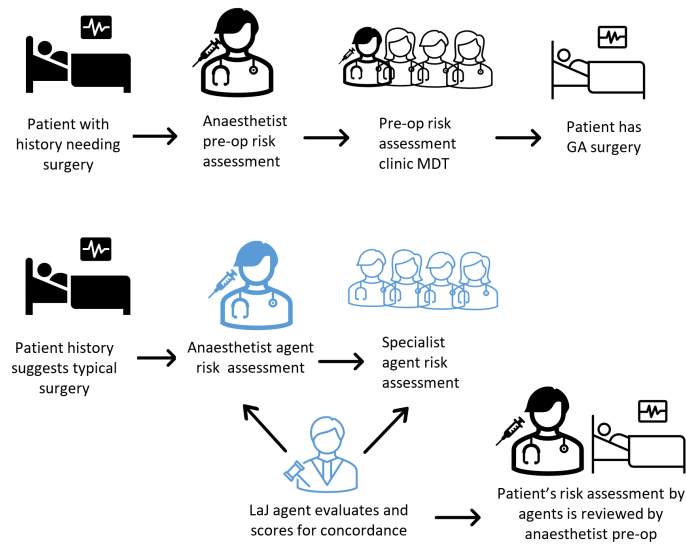 Patient with
history needing
surgery
Anaesthetist
pre-op risk
assessment
Pre-op risk
assessment
clinic MDT
Patient has
GA surgery
Patient history
suggests typical
surgery
Anaesthetist agent
risk assessment
Specialist
agent risk
assessment
LaJ agent evaluates and
scores for concordance
Patient's risk assessment by
agents is reviewed by
anaesthetist pre-op